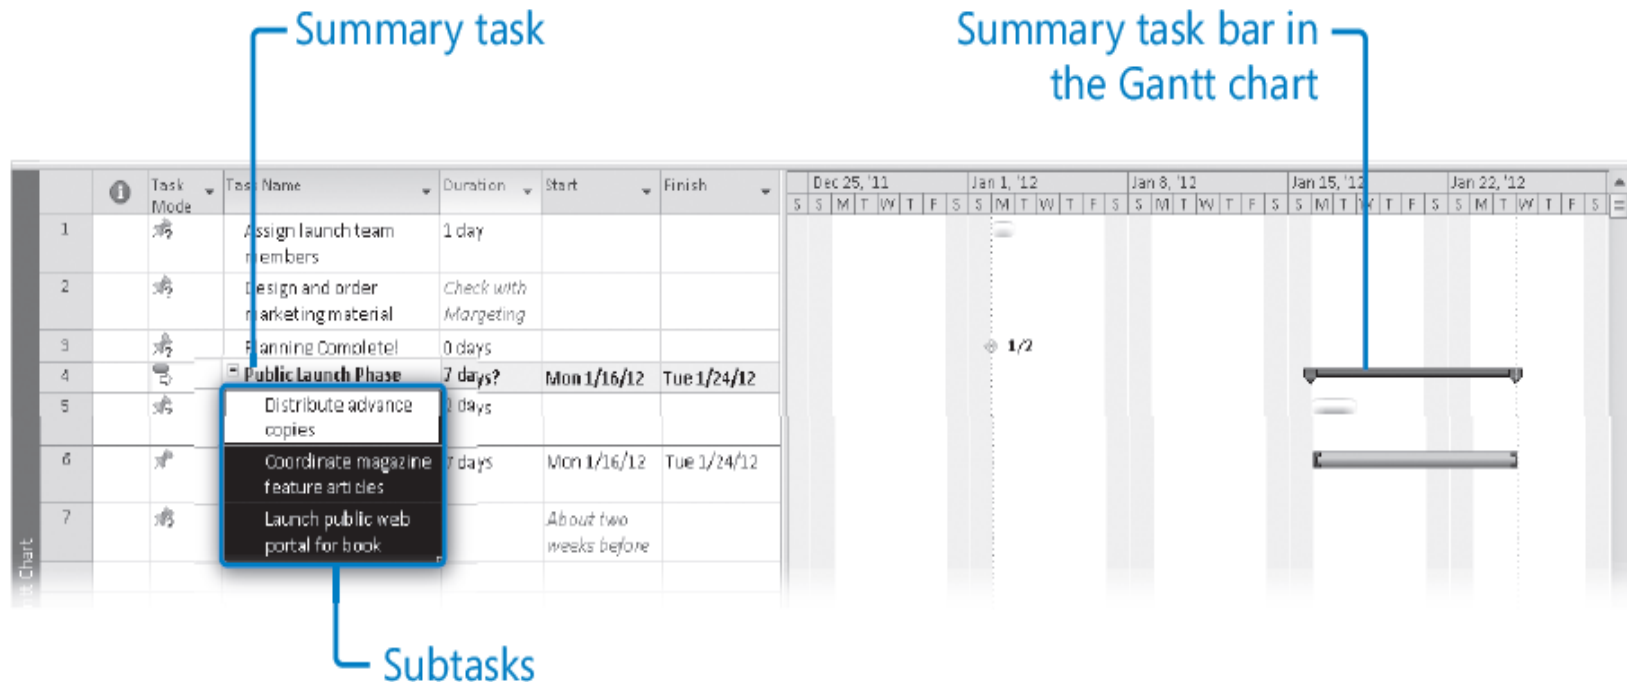 Summary task
Summary task bar in
the Gantt chart
Task Mode Task Name Duration Start Finish
Dec 25, '11 Jan 1, '12 Jan 8, '12 Jan 15, '12 Jan 22, '12
S S M T W T F S S M T W T F S S M T W T F S S M T W T F S S M T W T F S
1 Assign launch team 1 day
members
2 Design and order Check with
marketing material Margeting
3 Planning Complete! 0 days 1/2
4 Public Launch Phase 7 days? Mon 1/16/12 Tue 1/24/12
5 Distribute advance 2 days
copies
6 Coordinate magazine 7 days Mon 1/16/12 Tue 1/24/12
feature articles
7 Launch public web About two
portal for book weeks before
Chart
Subtasks